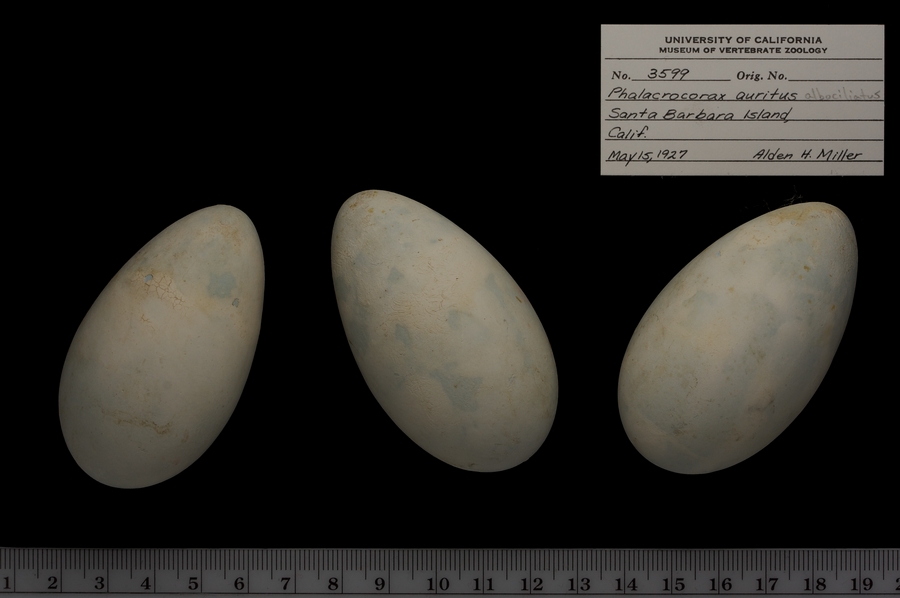 UNIVERSITY OF CALIFORNIA
MUSEUM OF VERTEBRATE ZOOLOGY
No. 3599 Orig. No.
Phalacrocorax auritus albociliatus
Santa Barbara Island,
Calif.
May 15, 1927 Alden H. Miller
1 2 3 4 5 6 7 8 9 10 11 12 13 14 15 16 17 18 19